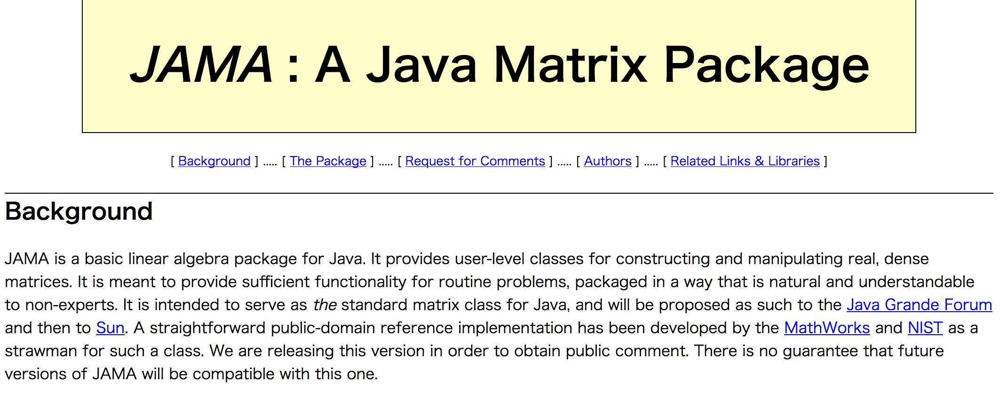 JAMA : A Java Matrix Package
[ Background ] ..... [ The Package ] ..... [ Request for Comments ] ..... [ Authors ] ..... [ Related Links & Libraries ]
Background
JAMA is a basic linear algebra package for Java. It provides user-level classes for constructing and manipulating real, dense
matrices. It is meant to provide sufficient functionality for routine problems, packaged in a way that is natural and understandable
to non-experts. It is intended to serve as the standard matrix class for Java, and will be proposed as such to the Java Grande Forum
and then to Sun. A straightforward public-domain reference implementation has been developed by the MathWorks and NIST as a
strawman for such a class. We are releasing this version in order to obtain public comment. There is no guarantee that future
versions of JAMA will be compatible with this one.